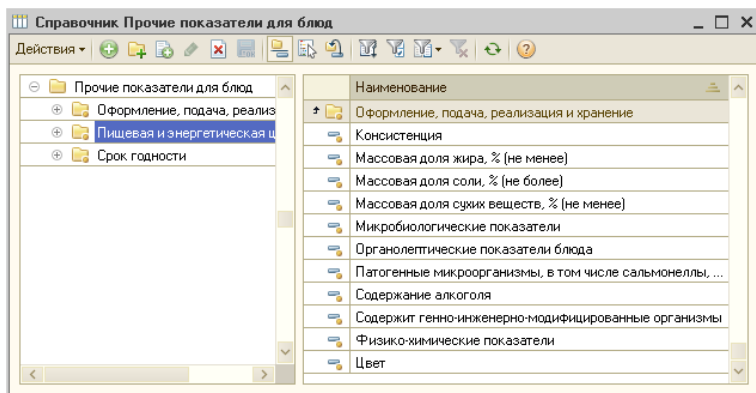 Справочник Прочие показатели для блюд
Действия
Прочие показатели для блюд
Оформление, подача, реализ
Пищевая и энергетическая ц
Срок годности
Наименование
Оформление, подача, реализация и хранение
Консистенция
Массовая доля жира, % (не менее)
Массовая доля соли, % (не более)
Массовая доля сухих веществ, % (не менее)
Микробиологические показатели
Органолептические показатели блюда
Патогенные микроорганизмы, в том числе сальмонеллы, ...
Содержание алкоголя
Содержит генно-инженерно-модифицированные организмы
Физико-химические показатели
Цвет